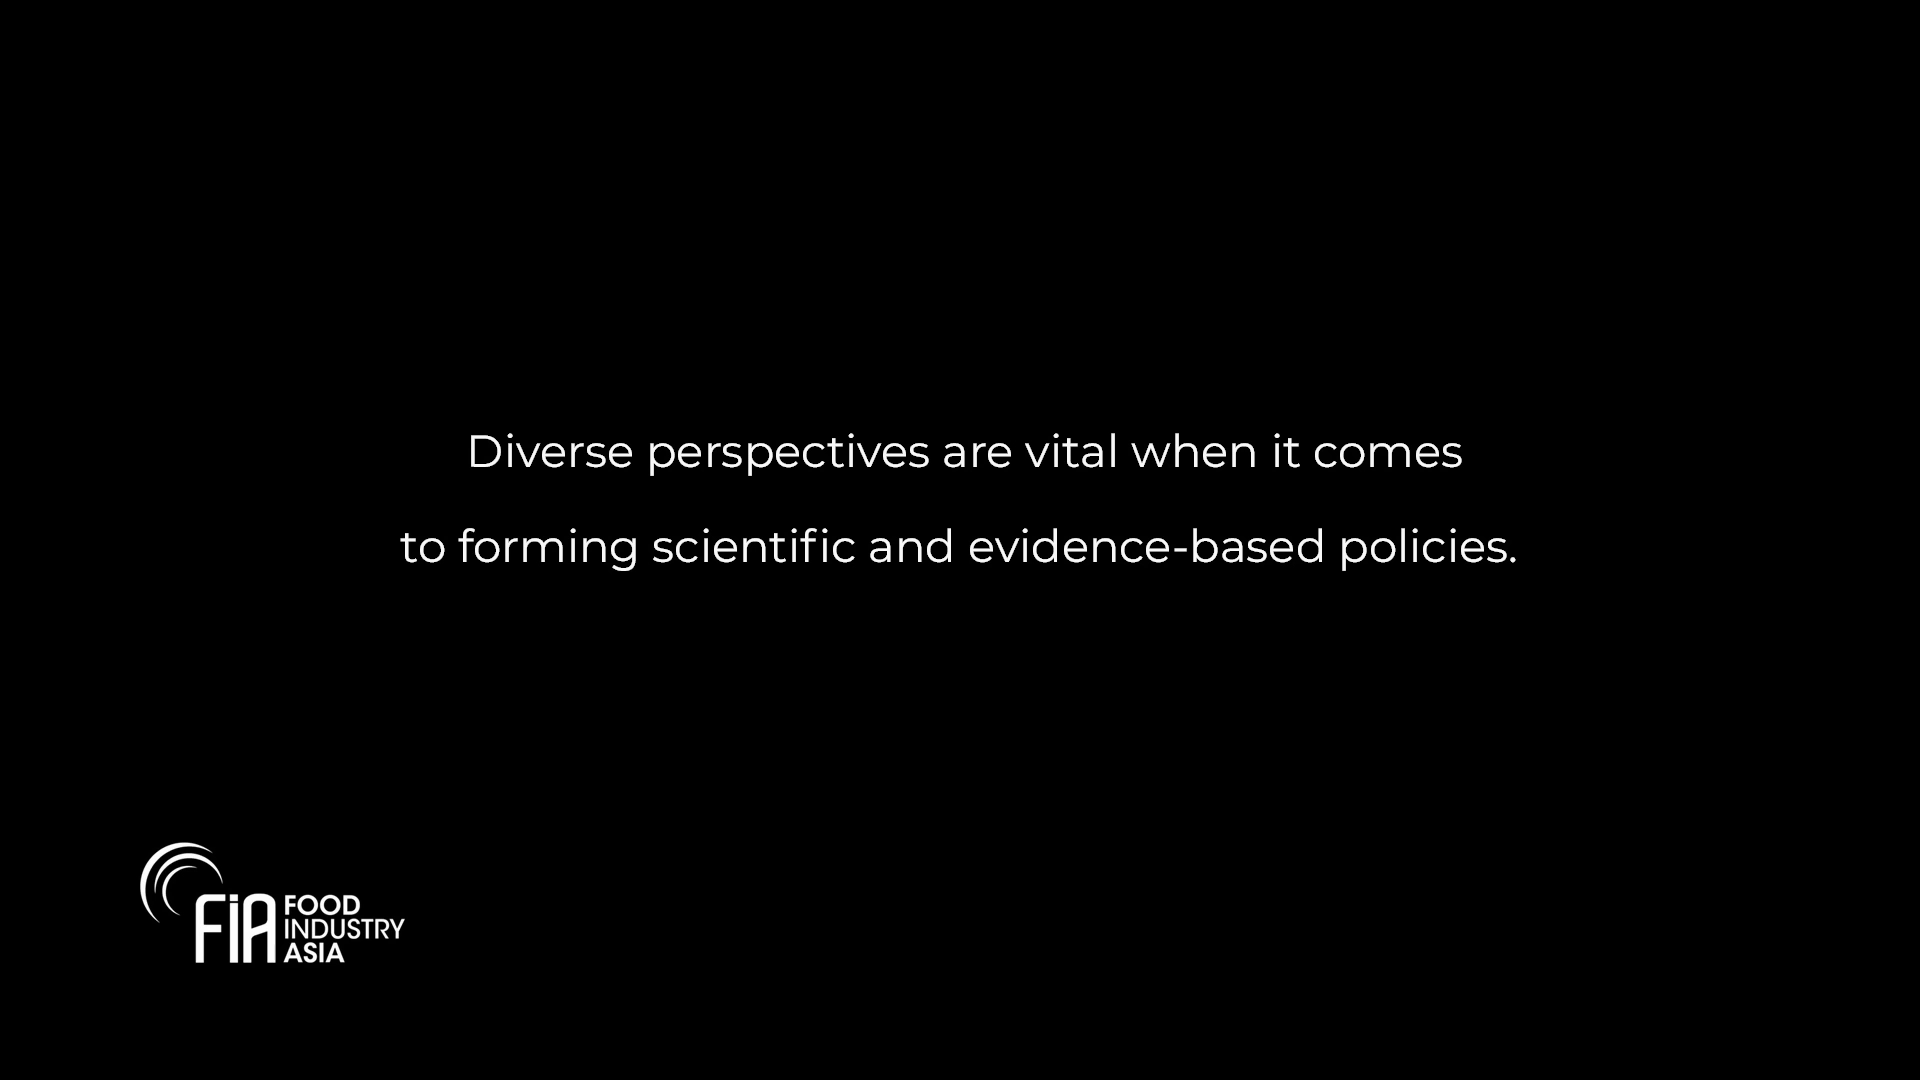 Diverse perspectives are vital when it comes
to forming scientific and evidence-based policies.
FIA FOOD
INDUSTRY
ASIA